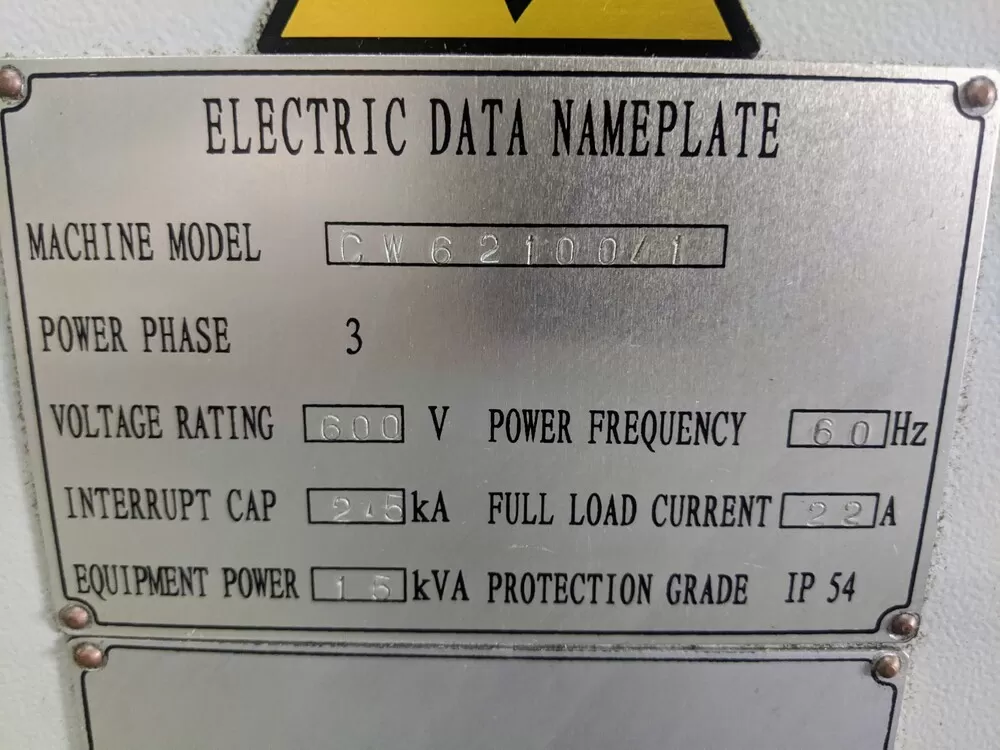 ELECTRIC DATA NAMEPLATE
MACHINE MODEL CW62100/1
POWER PHASE 3
VOLTAGE RATING 600 V POWER FREQUENCY 60 Hz
INTERRUPT CAP 2.5 kA FULL LOAD CURRENT 22 A
EQUIPMENT POWER 15 kVA PROTECTION GRADE IP 54